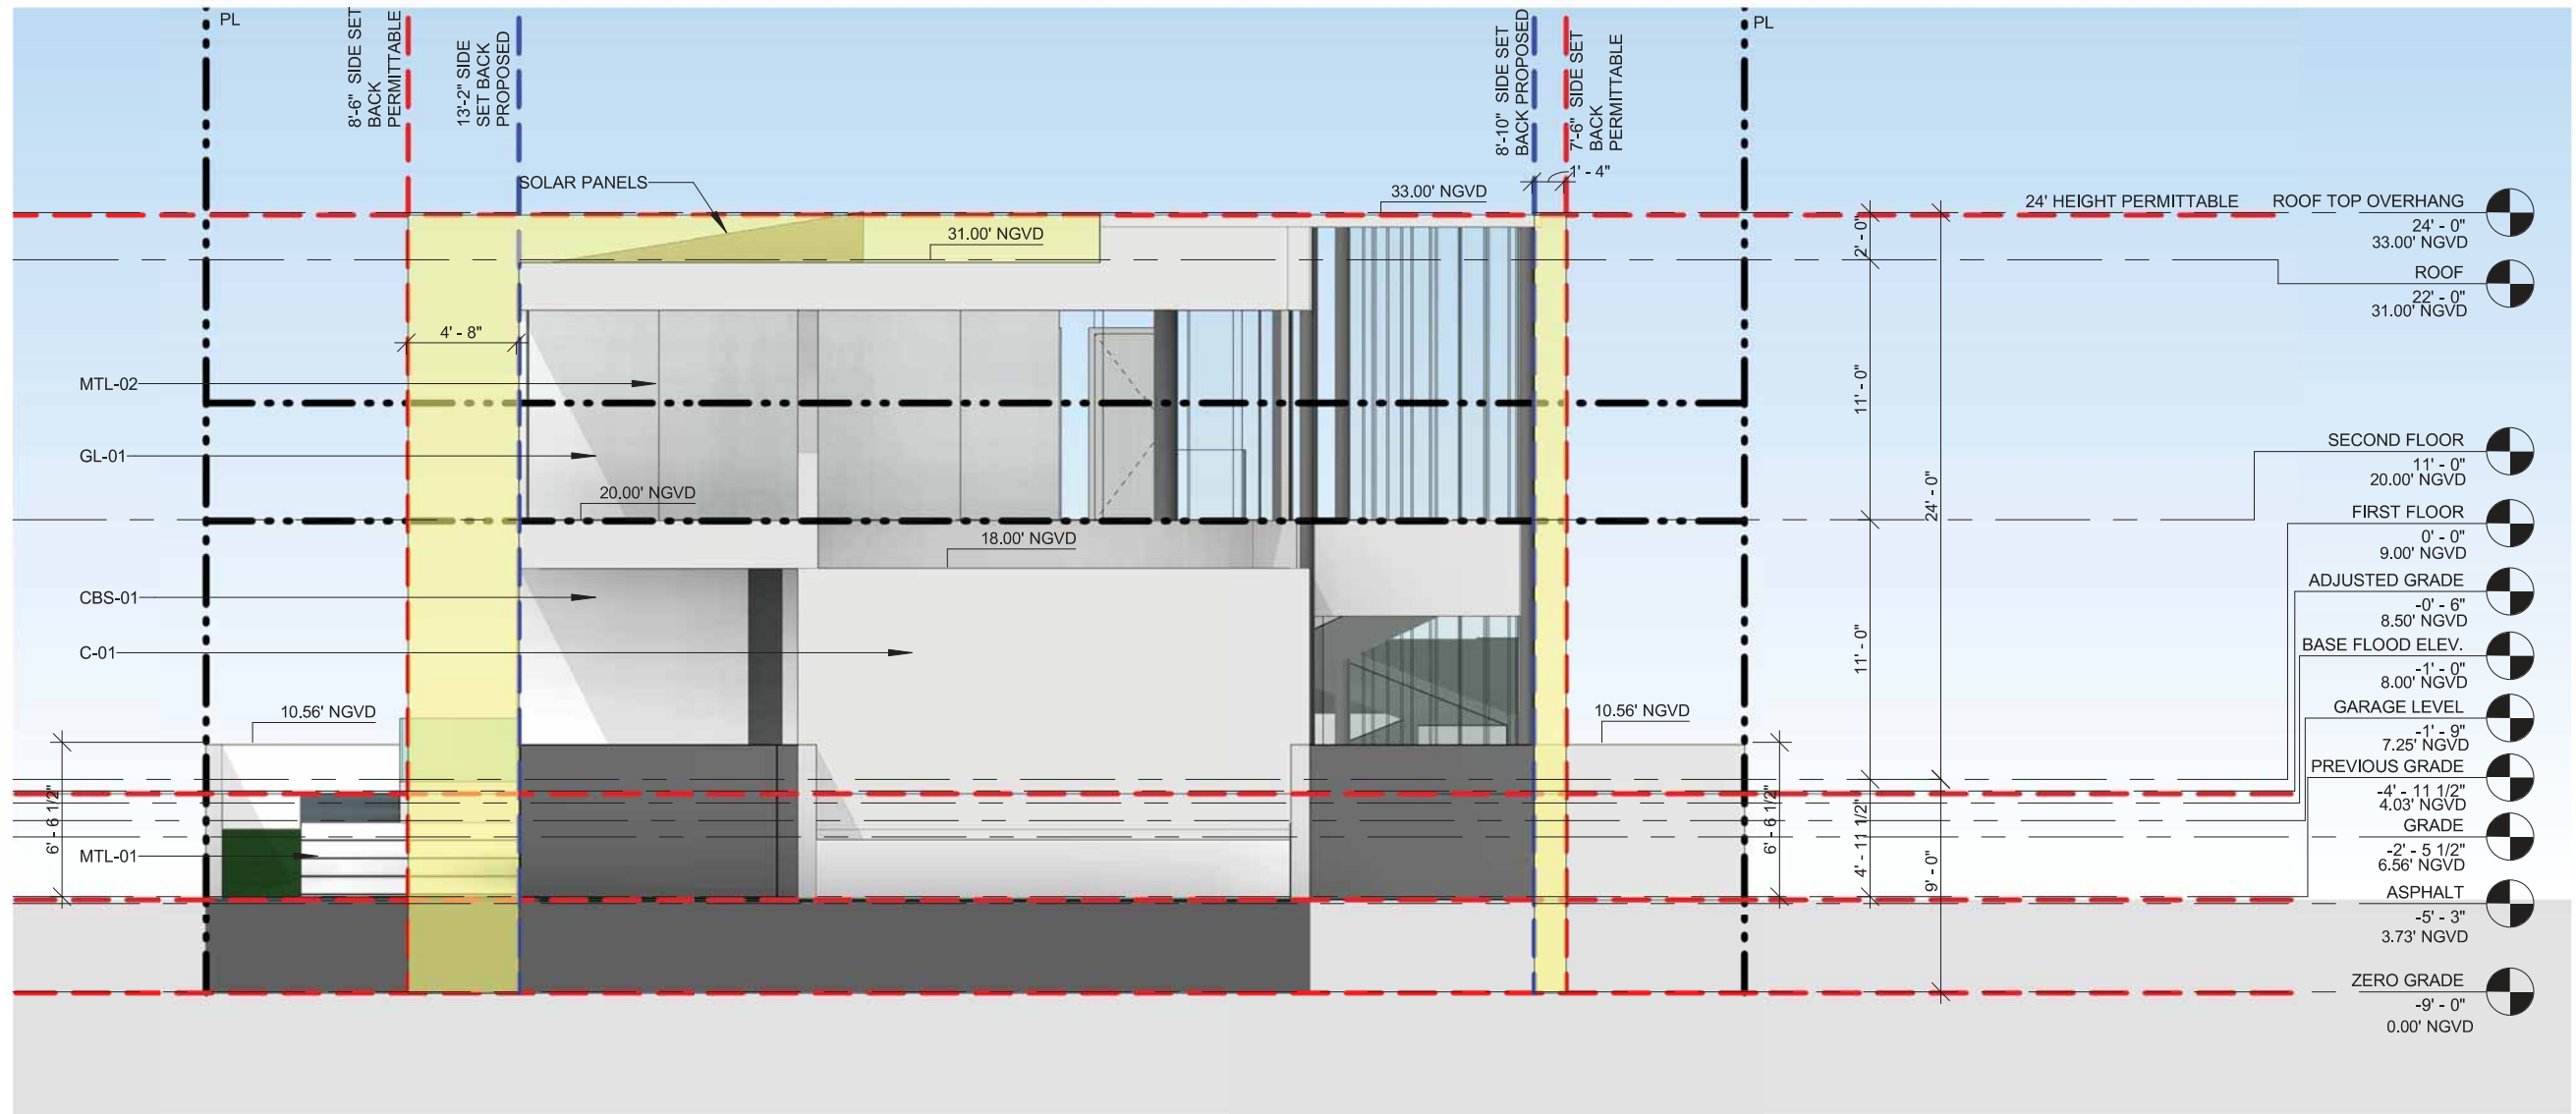 PL
8'-6" SIDE SET
BACK
PERMITTABLE
13'-2" SIDE
SET BACK
PROPOSED
8'-10" SIDE SET
BACK PROPOSED
7'-6" SIDE SET
BACK
PERMITTABLE
PL
1' - 4"
SOLAR PANELS
33.00' NGVD
31.00' NGVD
24' HEIGHT PERMITTABLE
ROOF TOP OVERHANG
24' - 0"
33.00' NGVD
2' - 0"
ROOF
22' - 0"
31.00' NGVD
4' - 8"
MTL-02
11' - 0"
GL-01
SECOND FLOOR
11' - 0"
20.00' NGVD
20.00' NGVD
24' - 0"
FIRST FLOOR
0' - 0"
9.00' NGVD
18.00' NGVD
CBS-01
ADJUSTED GRADE
-0' - 6"
8.50' NGVD
C-01
11' - 0"
BASE FLOOD ELEV.
-1' - 0"
8.00' NGVD
10.56' NGVD
10.56' NGVD
GARAGE LEVEL
-1' - 9"
7.25' NGVD
PREVIOUS GRADE
-4' - 11 1/2"
4.03' NGVD
6' - 6 1/2"
6' - 6 1/2"
4' - 11 1/2"
9' - 0"
GRADE
-2' - 5 1/2"
6.56' NGVD
MTL-01
ASPHALT
-5' - 3"
3.73' NGVD
ZERO GRADE
-9' - 0"
0.00' NGVD